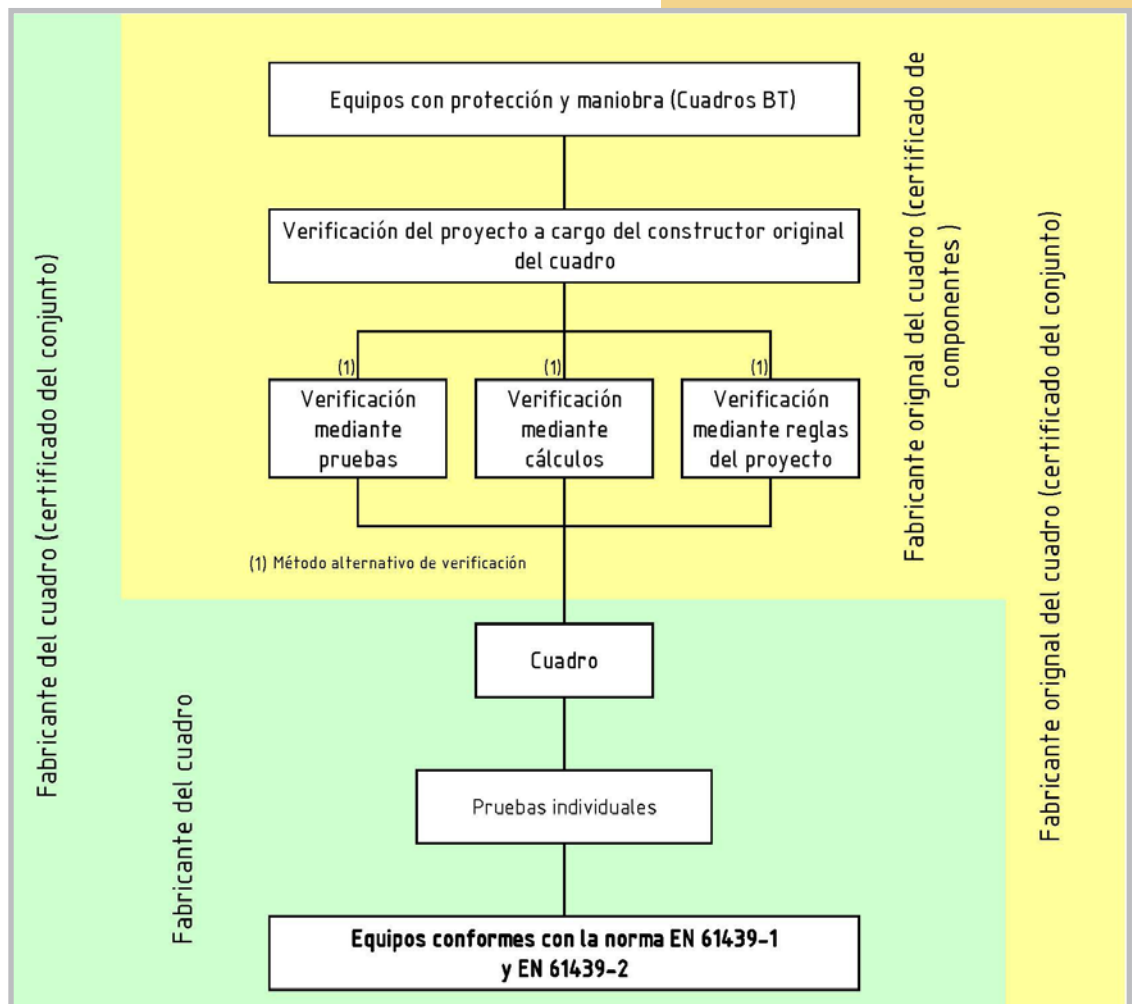 Equipos con protección y maniobra (Cuadros BT)
Verificación del proyecto a cargo del constructor original
del cuadro
(1)
(1)
(1)
Verificación
mediante
pruebas
Verificación
mediante
cálculos
Verificación
mediante reglas
del proyecto
(1) Método alternativo de verificación
Cuadro
Pruebas individuales
Equipos conformes con la norma EN 61439-1
y EN 61439-2
Fabricante del cuadro (certificado del conjunto)
Fabricante del cuadro
Fabricante orignal del cuadro (certificado de
componentes )
Fabricante orignal del cuadro (certificado del conjunto)